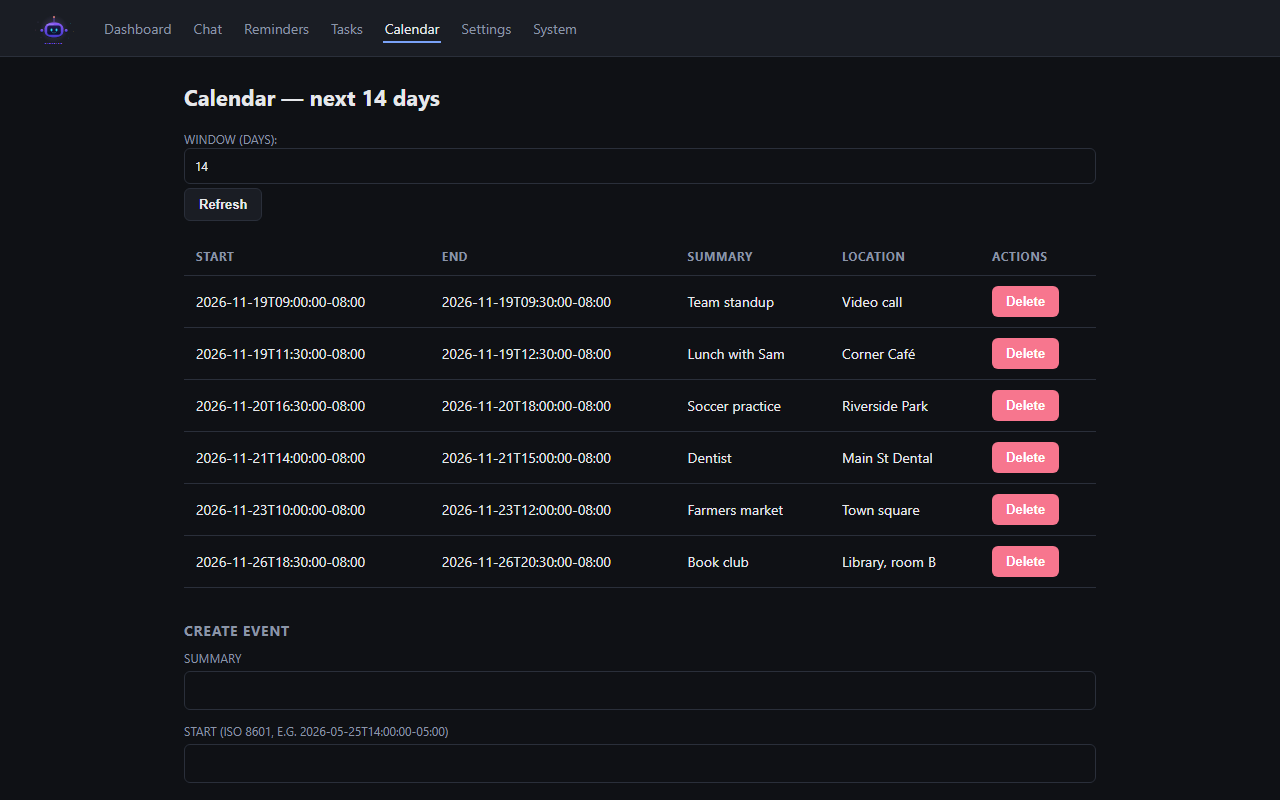 Dashboard Chat Reminders Tasks Calendar Settings System
Calendar — next 14 days
WINDOW (DAYS):
14
Refresh
START END SUMMARY LOCATION ACTIONS
2026-11-19T09:00:00-08:00 2026-11-19T09:30:00-08:00 Team standup Video call Delete
2026-11-19T11:30:00-08:00 2026-11-19T12:30:00-08:00 Lunch with Sam Corner Café Delete
2026-11-20T16:30:00-08:00 2026-11-20T18:00:00-08:00 Soccer practice Riverside Park Delete
2026-11-21T14:00:00-08:00 2026-11-21T15:00:00-08:00 Dentist Main St Dental Delete
2026-11-23T10:00:00-08:00 2026-11-23T12:00:00-08:00 Farmers market Town square Delete
2026-11-26T18:30:00-08:00 2026-11-26T20:30:00-08:00 Book club Library, room B Delete
CREATE EVENT
SUMMARY
START (ISO 8601, E.G. 2026-05-25T14:00:00-05:00)